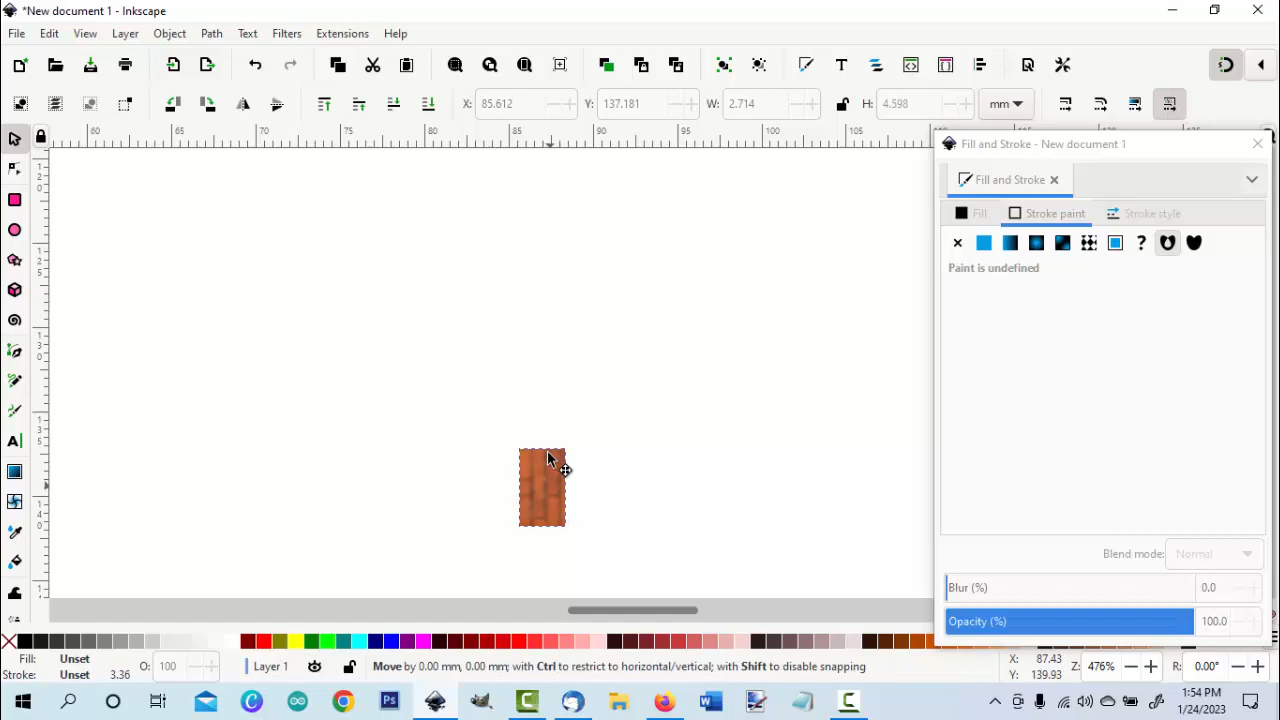 *New document 1 - Inkscape
File Edit View Layer Object Path Text Filters Extensions Help
X: 85.612 Y: 137.181 W: 2.714 H: 4.598 mm
60 65 70 75 80 85 90 95 100 105
Fill and Stroke - New document 1
Fill and Stroke
Fill Stroke paint Stroke style
Paint is undefined
Blend mode: Normal
Blur (%) 0.0
Opacity (%) 100.0
Fill: Unset
Stroke: Unset 3.36
O: 100
Layer 1
Move by 0.00 mm, 0.00 mm; with Ctrl to restrict to horizontal/vertical; with Shift to disable snapping
X: 87.43
Y: 139.93
Z: 476%
R: 0.00°
1:54 PM
1/24/2023